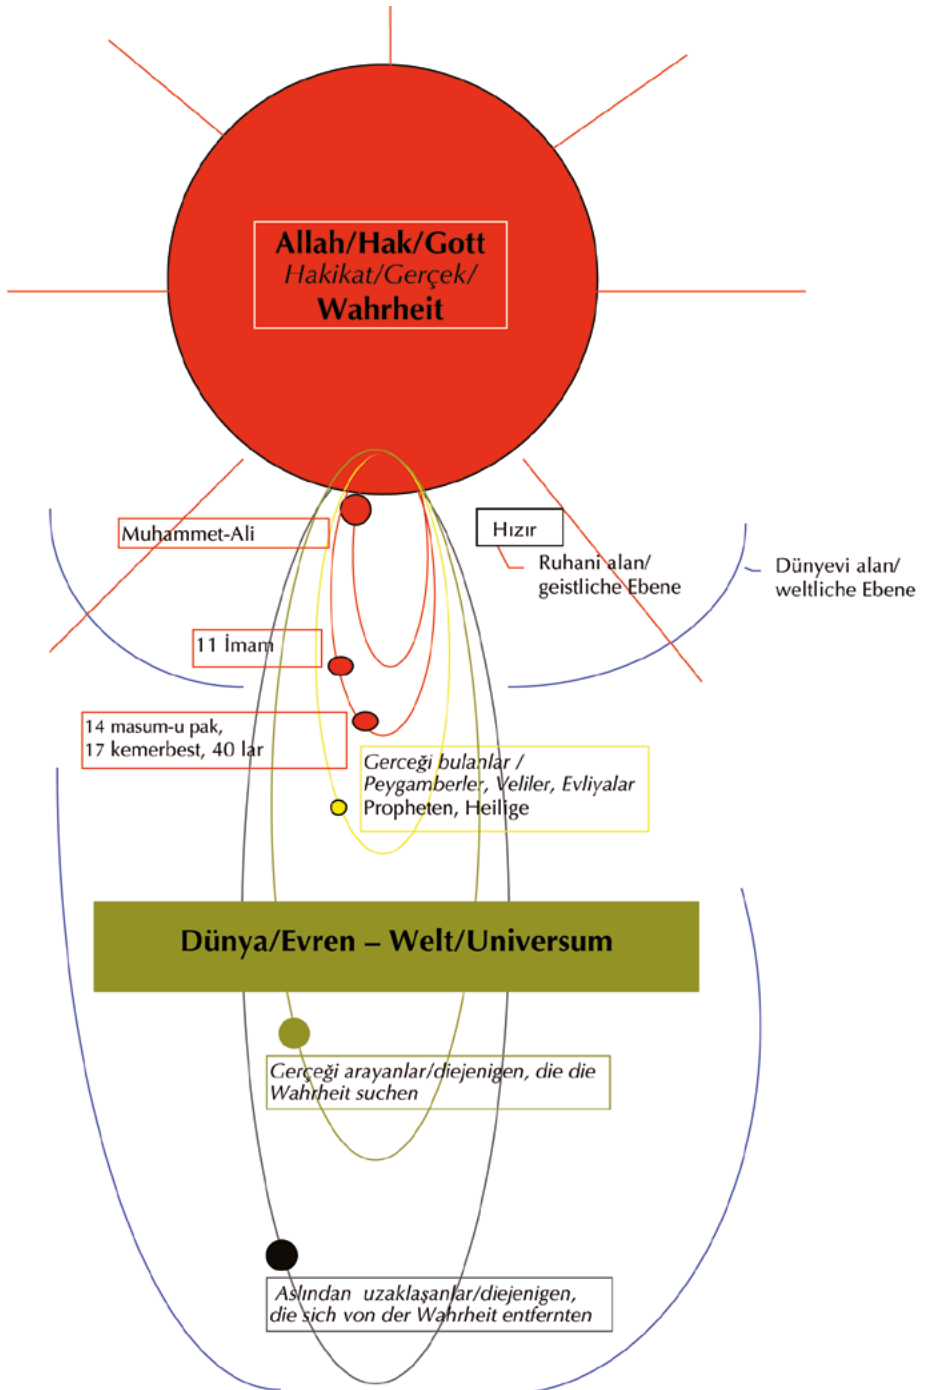 Allah/Hak/Gott
Hakikat/Gerçek/
Wahrheit
Muhammet-Ali
Hızır
Ruhani alan/
geistliche Ebene
Dünyevi alan/
weltliche Ebene
11 İmam
14 masum-u pak,
17 kemerbest, 40 lar
Gerceği bulanlar /
Peygamberler, Veliler, Evliyalar
Propheten, Heilige
Dünya/Evren – Welt/Universum
Gerçeği arayanlar/diejenigen, die die
Wahrheit suchen
Aslından uzaklaşanlar/diejenigen,
die sich von der Wahrheit entfernten